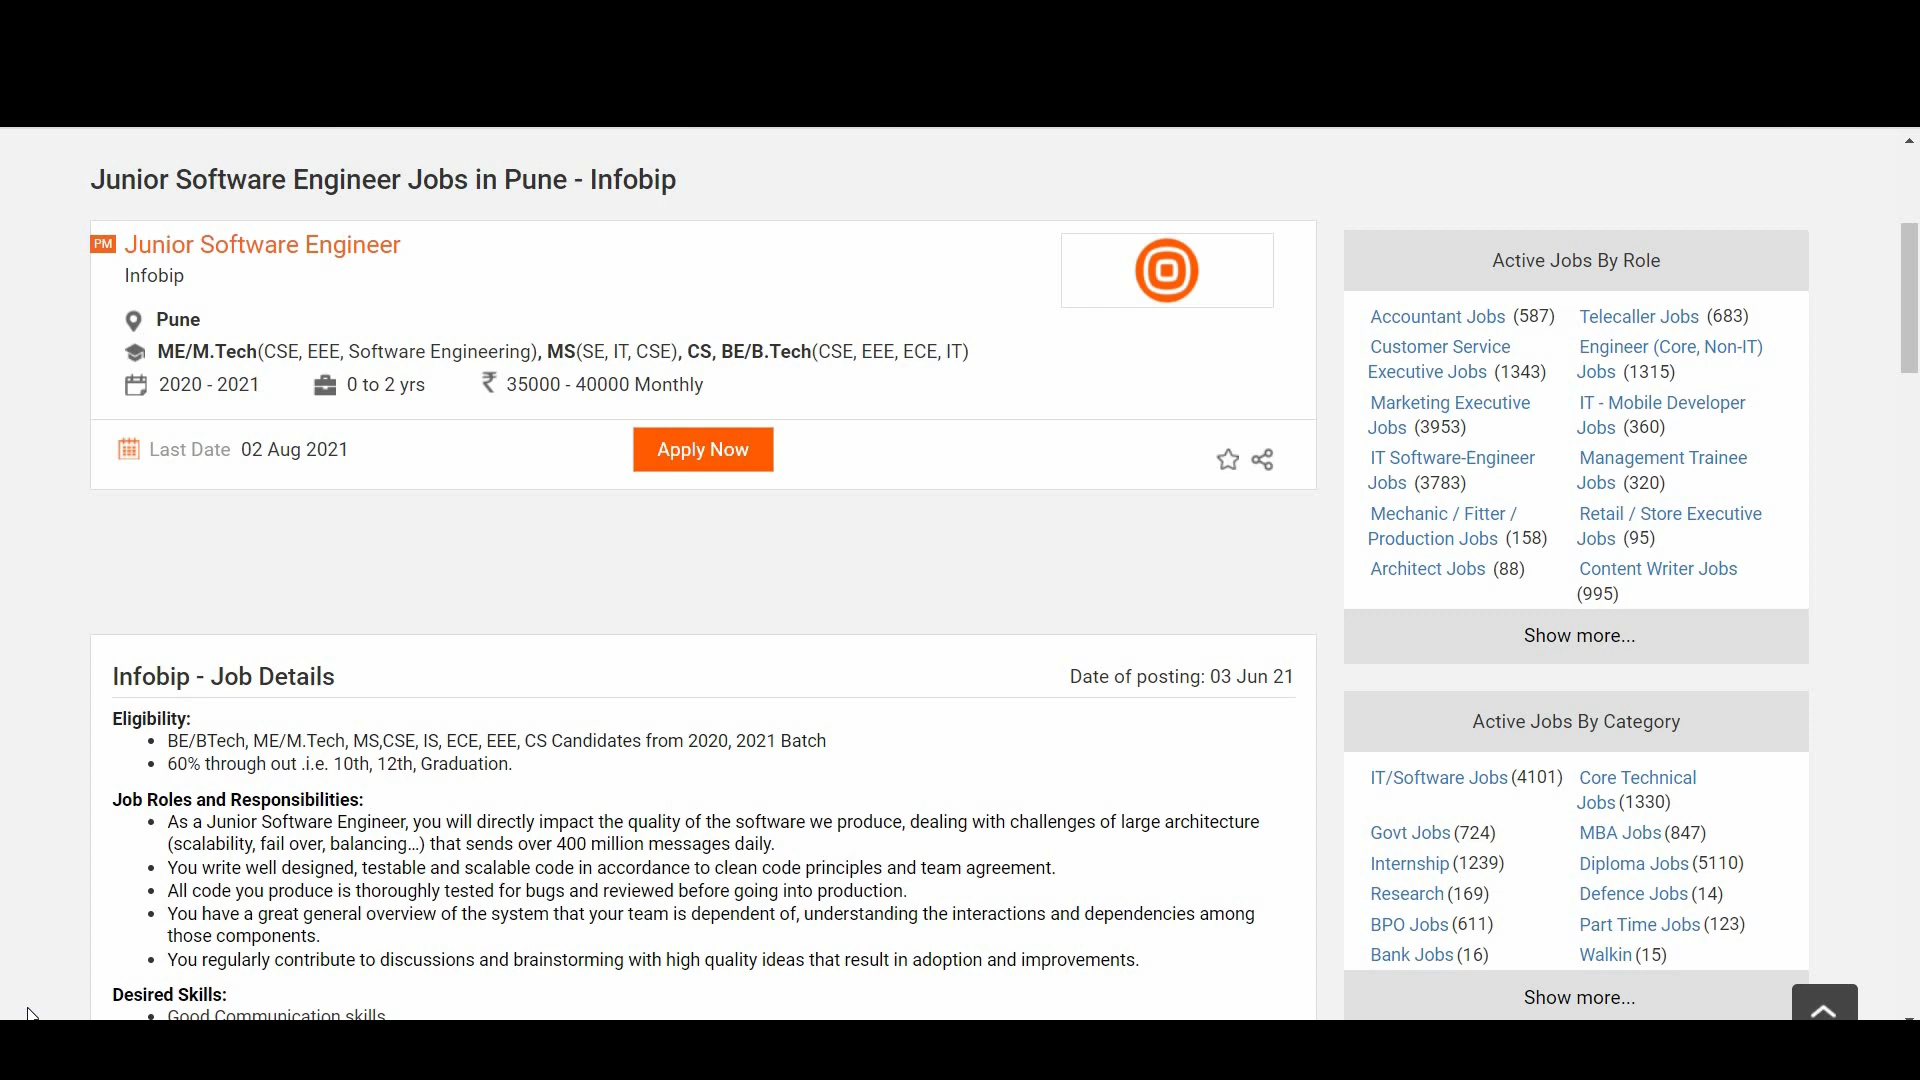 Junior Software Engineer Jobs in Pune - Infobip
PM Junior Software Engineer
Infobip
Pune
ME/M.Tech(CSE, EEE, Software Engineering), MS(SE, IT, CSE), CS, BE/B.Tech(CSE, EEE, ECE, IT)
2020 - 2021 0 to 2 yrs ₹ 35000 - 40000 Monthly
Last Date 02 Aug 2021
Apply Now
Infobip - Job Details
Date of posting: 03 Jun 21
Eligibility:
• BE/BTech, ME/M.Tech, MS,CSE, IS, ECE, EEE, CS Candidates from 2020, 2021 Batch
• 60% through out .i.e. 10th, 12th, Graduation.
Job Roles and Responsibilities:
• As a Junior Software Engineer, you will directly impact the quality of the software we produce, dealing with challenges of large architecture
(scalability, fail over, balancing...) that sends over 400 million messages daily.
• You write well designed, testable and scalable code in accordance to clean code principles and team agreement.
• All code you produce is thoroughly tested for bugs and reviewed before going into production.
• You have a great general overview of the system that your team is dependent of, understanding the interactions and dependencies among
those components.
• You regularly contribute to discussions and brainstorming with high quality ideas that result in adoption and improvements.
Desired Skills:
• Good Communication skills
Active Jobs By Role
Accountant Jobs (587)
Telecaller Jobs (683)
Customer Service
Executive Jobs (1343)
Engineer (Core, Non-IT)
Jobs (1315)
Marketing Executive
Jobs (3953)
IT - Mobile Developer
Jobs (360)
IT Software-Engineer
Jobs (3783)
Management Trainee
Jobs (320)
Mechanic / Fitter /
Production Jobs (158)
Retail / Store Executive
Jobs (95)
Architect Jobs (88)
Content Writer Jobs
(995)
Show more...
Active Jobs By Category
IT/Software Jobs (4101)
Core Technical
Jobs (1330)
Govt Jobs (724)
MBA Jobs (847)
Internship (1239)
Diploma Jobs (5110)
Research (169)
Defence Jobs (14)
BPO Jobs (611)
Part Time Jobs (123)
Bank Jobs (16)
Walkin (15)
Show more...